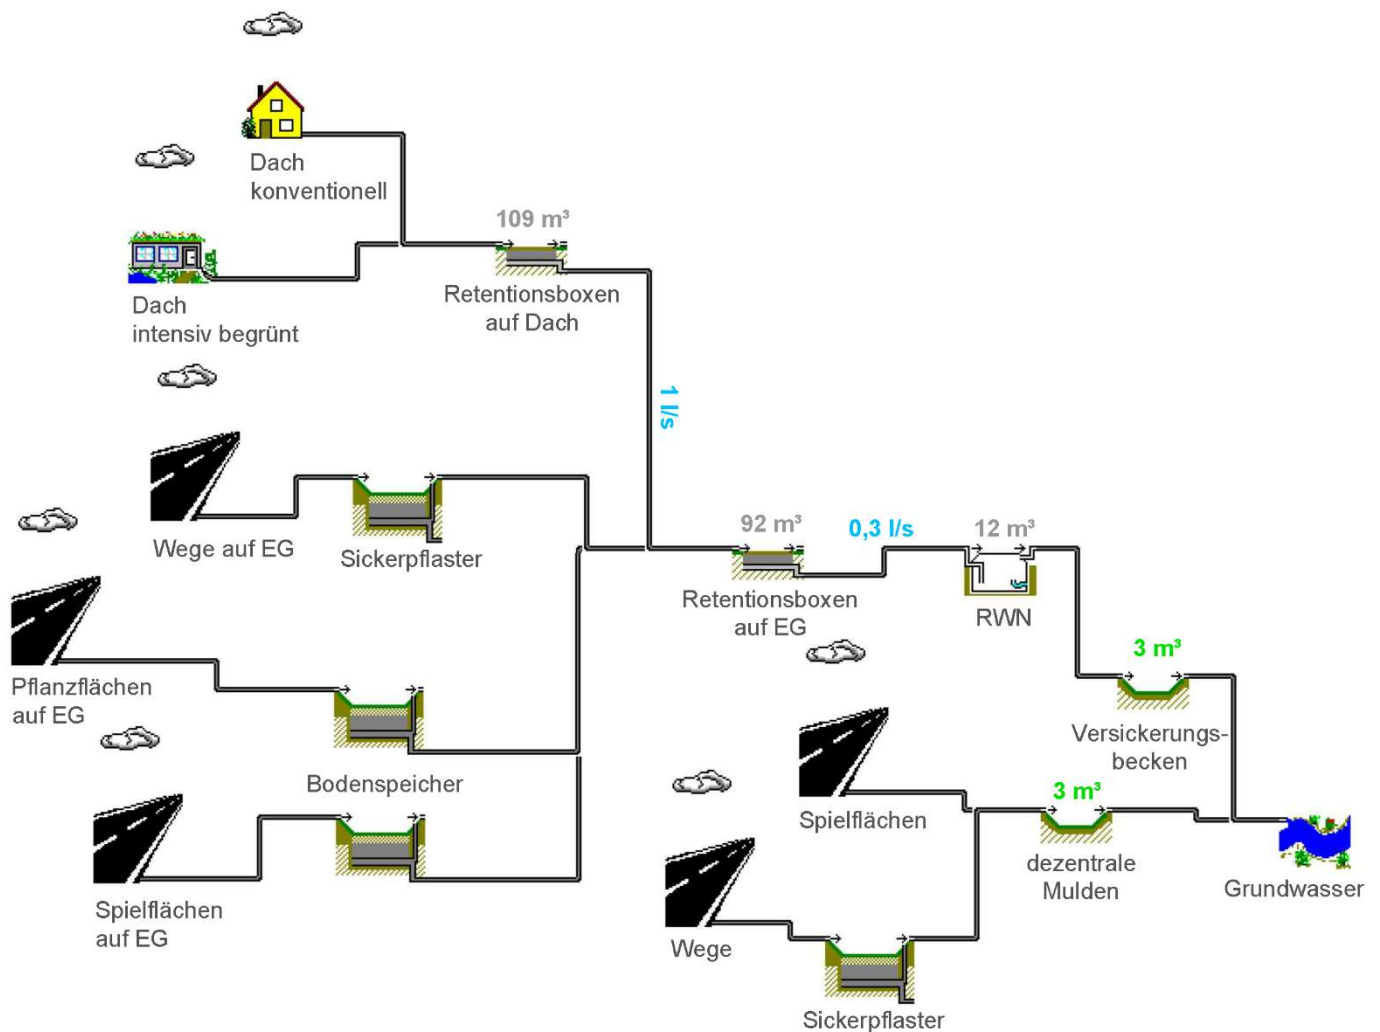 Dach
konventionell
109 m³
Dach
intensiv begrünt
Retentionsboxen
auf Dach
1 l/s
Wege auf EG
Sickerpflaster
92 m³
0,3 l/s
12 m³
Retentionsboxen
auf EG
RWN
Pflanzflächen
auf EG
3 m³
Versickerungs-
becken
Bodenspeicher
Spielflächen
3 m³
dezentrale
Mulden
Grundwasser
Spielflächen
auf EG
Wege
Sickerpflaster